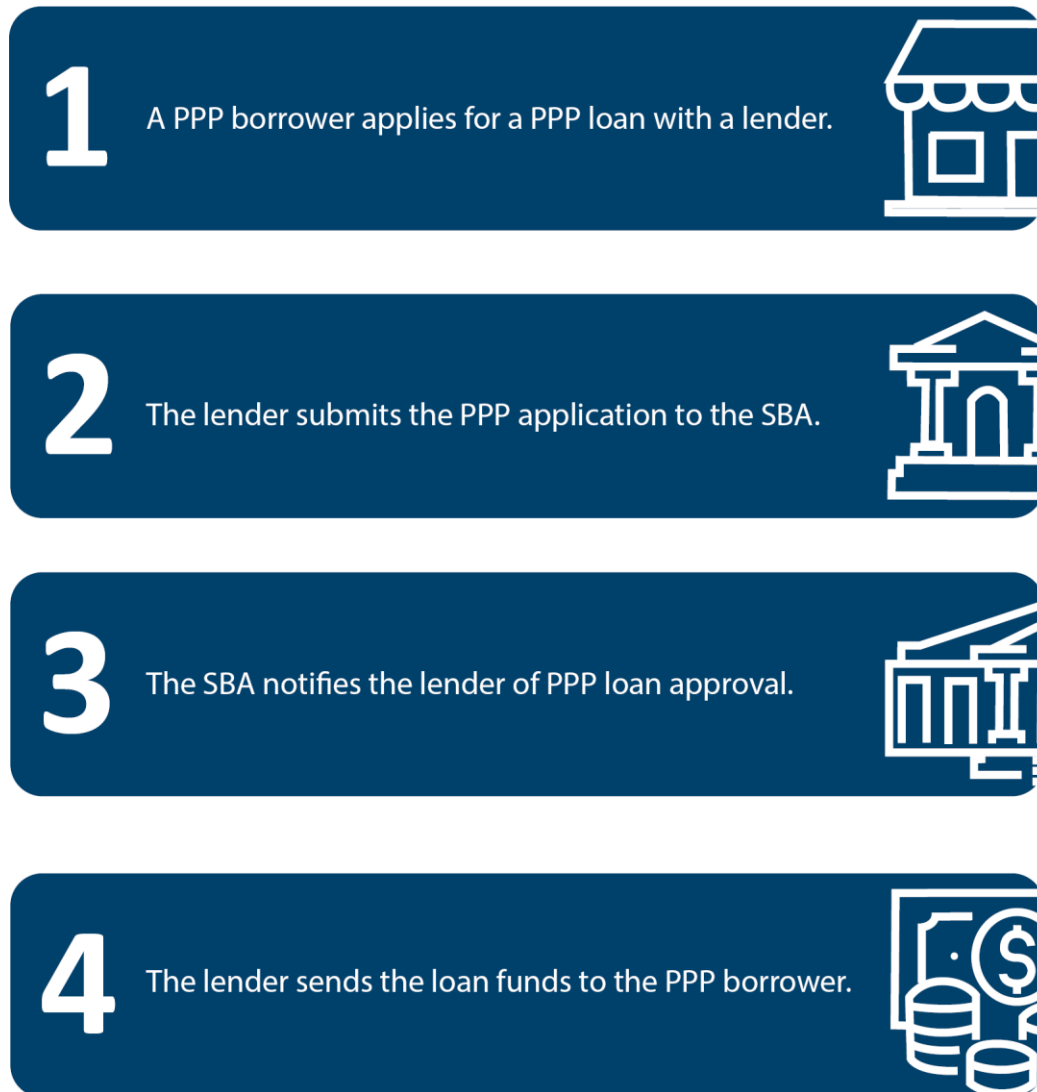 1
A PPP borrower applies for a PPP loan with a lender.
2
The lender submits the PPP application to the SBA.
3
The SBA notifies the lender of PPP loan approval.
4
The lender sends the loan funds to the PPP borrower.
$